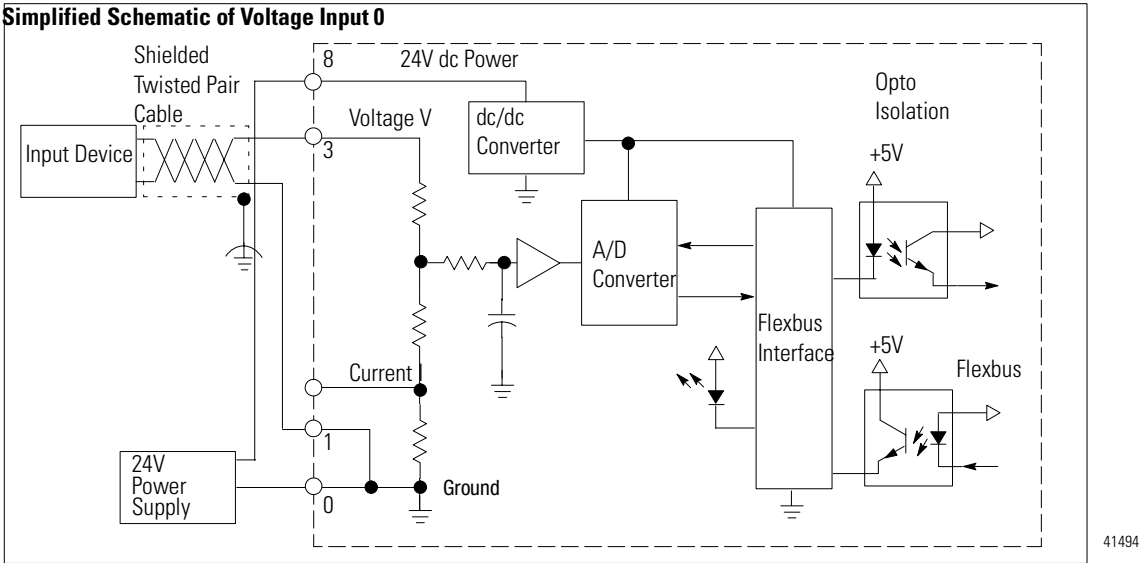 Simplified Schematic of Voltage Input 0
Shielded
Twisted Pair
Cable
8
24V dc Power
Opto
Isolation
Voltage V
3
dc/dc
Converter
Input Device
+5V
A/D
Converter
Flexbus
Interface
Current I
+5V
Flexbus
1
24V
Power
Supply
0
Ground
41494